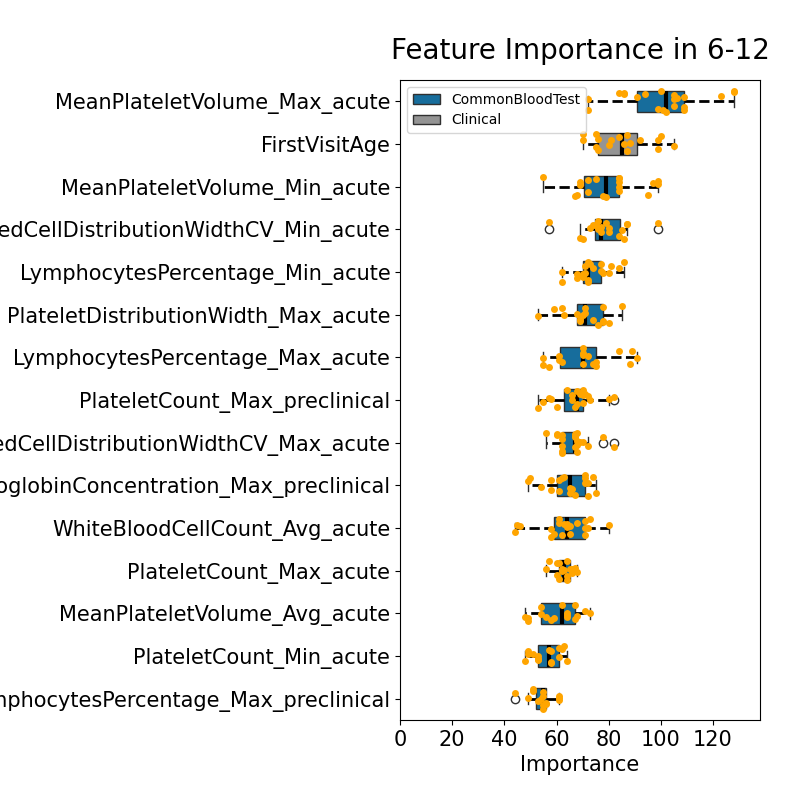 Feature Importance in 6-12
MeanPlateletVolume_Max_acute
CommonBloodTest
Clinical
FirstVisitAge
MeanPlateletVolume_Min_acute
edCellDistributionWidthCV_Min_acute
LymphocytesPercentage_Min_acute
PlateletDistributionWidth_Max_acute
LymphocytesPercentage_Max_acute
PlateletCount_Max_preclinical
edCellDistributionWidthCV_Max_acute
oglobinConcentration_Max_preclinical
WhiteBloodCellCount_Avg_acute
PlateletCount_Max_acute
MeanPlateletVolume_Avg_acute
PlateletCount_Min_acute
mphocytesPercentage_Max_preclinical
0 20 40 60 80 100 120
Importance